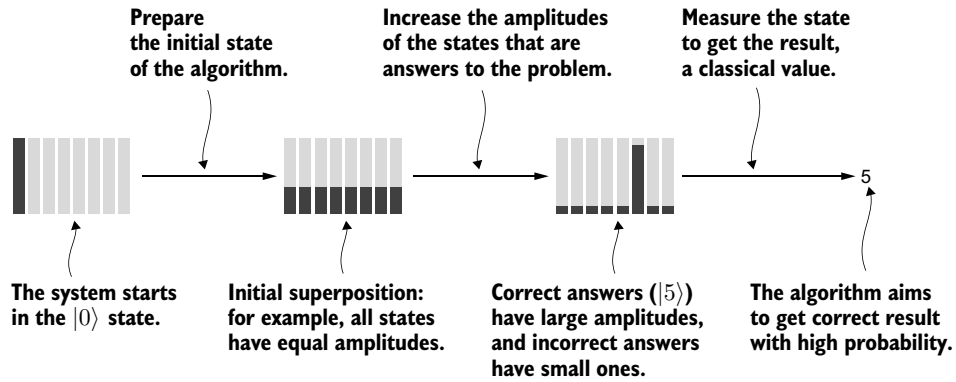 Prepare
the initial state
of the algorithm.
Increase the amplitudes
of the states that are
answers to the problem.
Measure the state
to get the result,
a classical value.
5
The system starts
in the |0⟩ state.
Initial superposition:
for example, all states
have equal amplitudes.
Correct answers (|5⟩)
have large amplitudes,
and incorrect answers
have small ones.
The algorithm aims
to get correct result
with high probability.